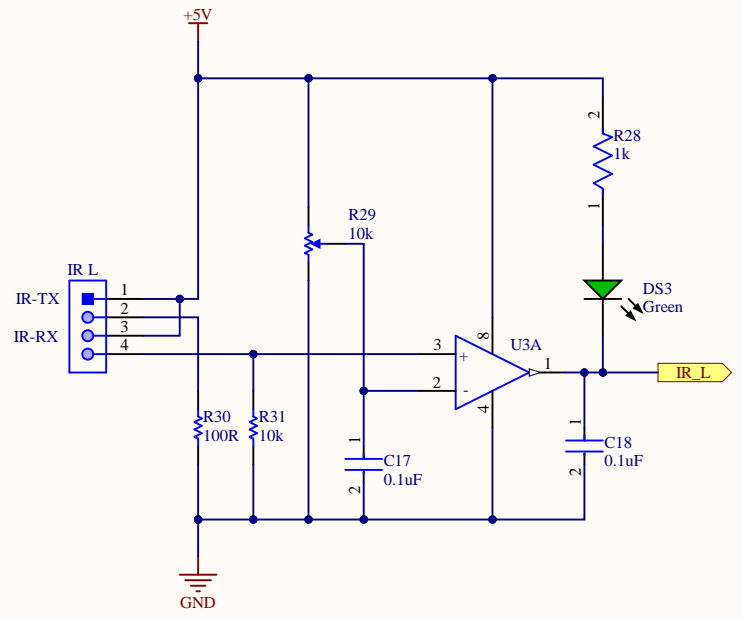 +5V
2
R28
1k
1
R29
10k
IR L
IR-TX
1
2
IR-RX
3
4
DS3
Green
8
U3A
3
+
1
2
-
4
IR_L
R30
100R
R31
10k
1
C17
0.1uF
2
1
C18
0.1uF
2
GND